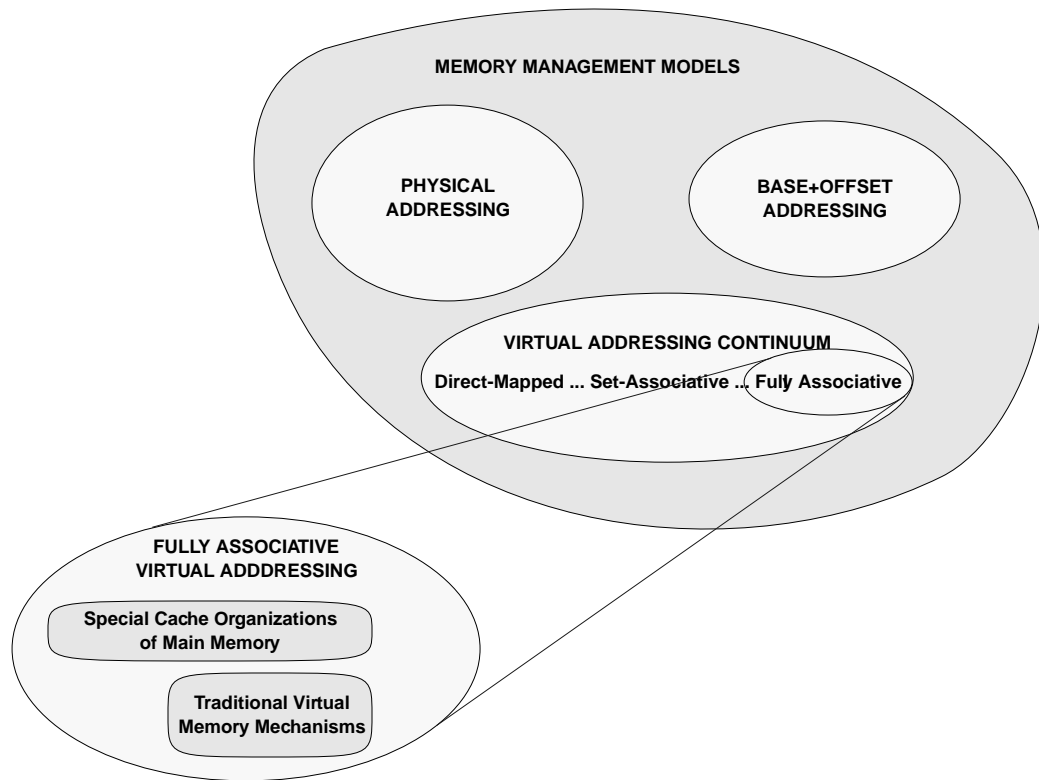 MEMORY MANAGEMENT MODELS
PHYSICAL
ADDRESSING
BASE+OFFSET
ADDRESSING
VIRTUAL ADDRESSING CONTINUUM
Direct-Mapped ... Set-Associative ... Fully Associative
FULLY ASSOCIATIVE
VIRTUAL ADDDRESSING
Special Cache Organizations
of Main Memory
Traditional Virtual
Memory Mechanisms